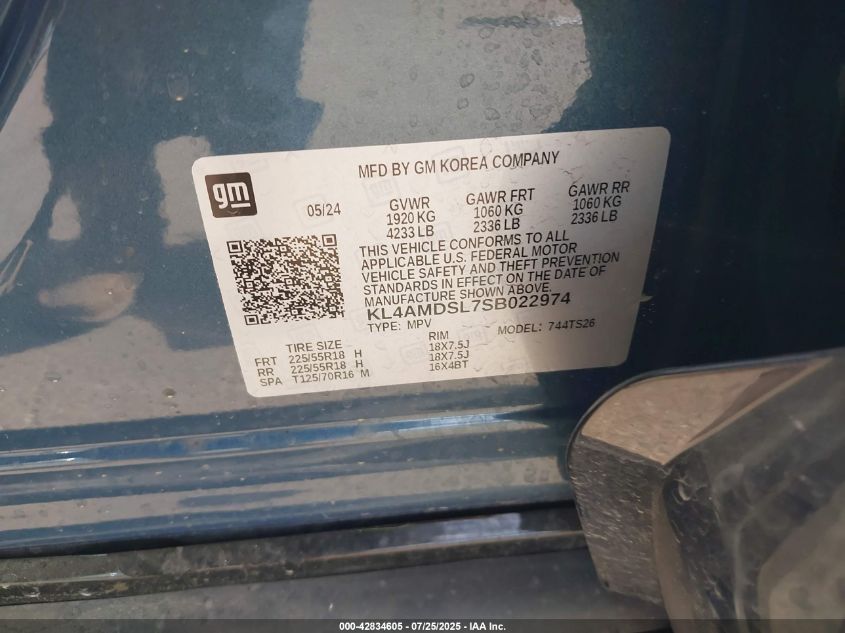 MFD BY GM KOREA COMPANY
gm
05/24
GVWR GAWR FRT GAWR RR
1920 KG 1060 KG 1060 KG
4233 LB 2336 LB 2336 LB
THIS VEHICLE CONFORMS TO ALL
APPLICABLE U.S. FEDERAL MOTOR
VEHICLE SAFETY AND THEFT PREVENTION
STANDARDS IN EFFECT ON THE DATE OF
MANUFACTURE SHOWN ABOVE.
KL4AMDSL7SB022974
TYPE: MPV MODEL: 744TS26
TIRE SIZE RIM
FRT 225/55R18 H 18X7.5J
RR 225/55R18 H 18X7.5J
SPA T125/70R16 M 16X4BT
000-42834605 - 07/25/2025 - IAA Inc.